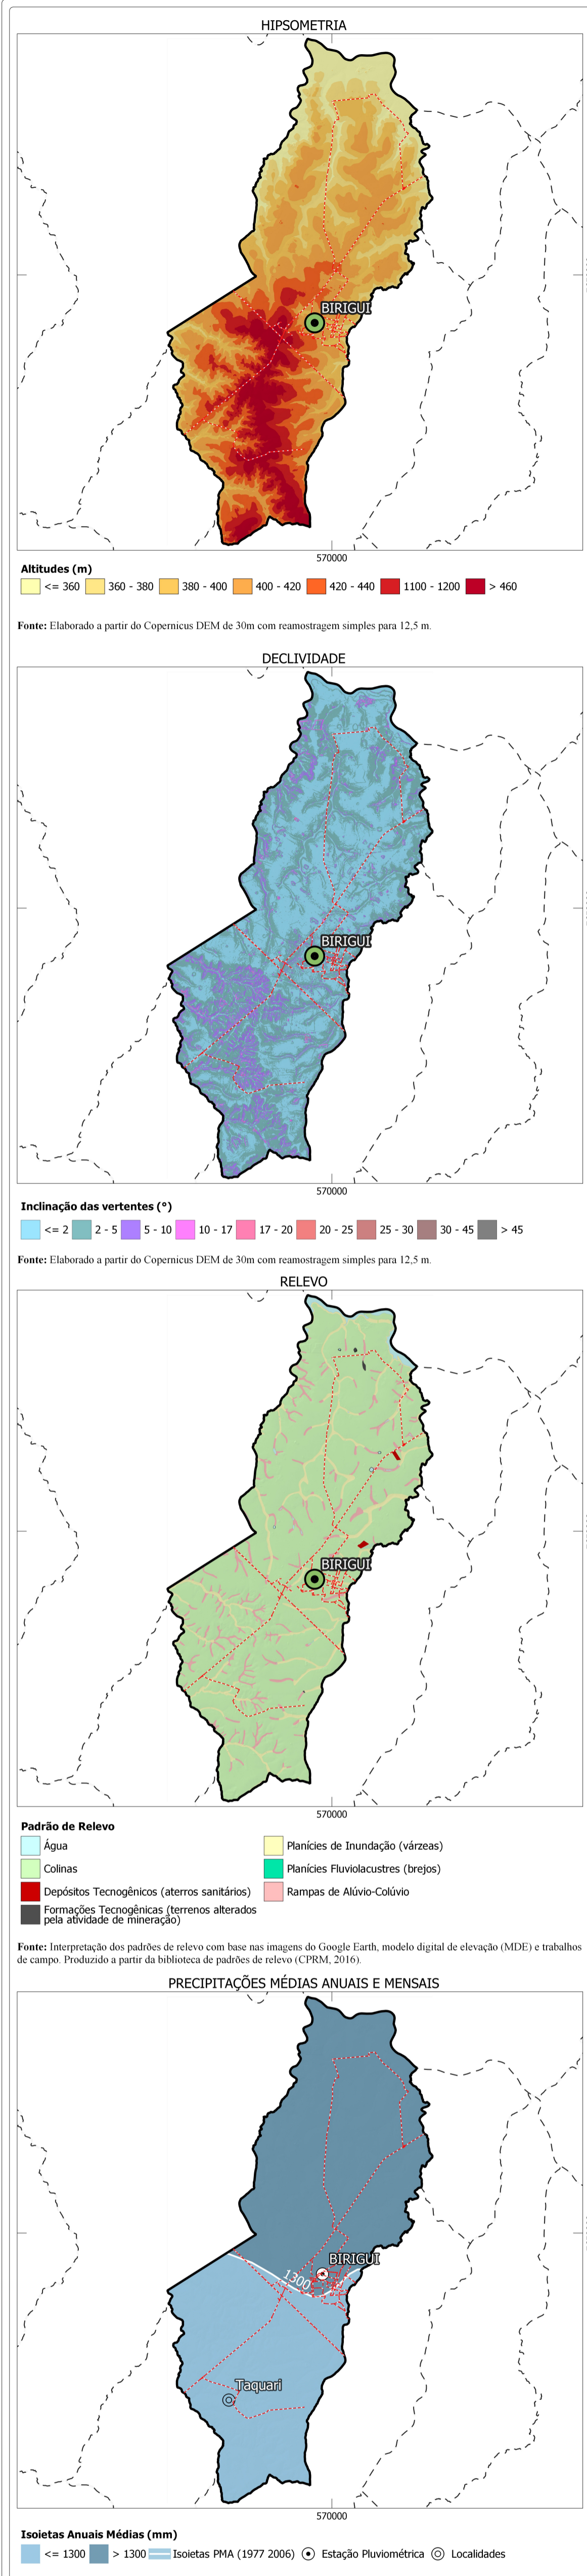 HIPSOMETRIA
BIRIGUI
570000
Altitudes (m)
<= 360 360 - 380 380 - 400 400 - 420 420 - 440 1100 - 1200 > 460
Fonte: Elaborado a partir do Copernicus DEM de 30m com reamostragem simples para 12,5 m.
DECLIVIDADE
BIRIGUI
570000
Inclinação das vertentes (°)
<= 2 2 - 5 5 - 10 10 - 17 17 - 20 20 - 25 25 - 30 30 - 45 > 45
Fonte: Elaborado a partir do Copernicus DEM de 30m com reamostragem simples para 12,5 m.
RELEVO
BIRIGUI
570000
Padrão de Relevo
Água
Colinas
Depósitos Tecnogênicos (aterros sanitários)
Formações Tecnogênicas (terrenos alterados
pela atividade de mineração)
Planícies de Inundação (várzeas)
Planícies Fluviolacustres (brejos)
Rampas de Alúvio-Colúvio
Fonte: Interpretação dos padrões de relevo com base nas imagens do Google Earth, modelo digital de elevação (MDE) e trabalhos
de campo. Produzido a partir da biblioteca de padrões de relevo (CPRM, 2016).
PRECIPITAÇÕES MÉDIAS ANUAIS E MENSAIS
BIRIGUI
1300
Taquari
570000
Isoietas Anuais Médias (mm)
<= 1300 > 1300 Isoietas PMA (1977 2006) Estação Pluviométrica Localidades